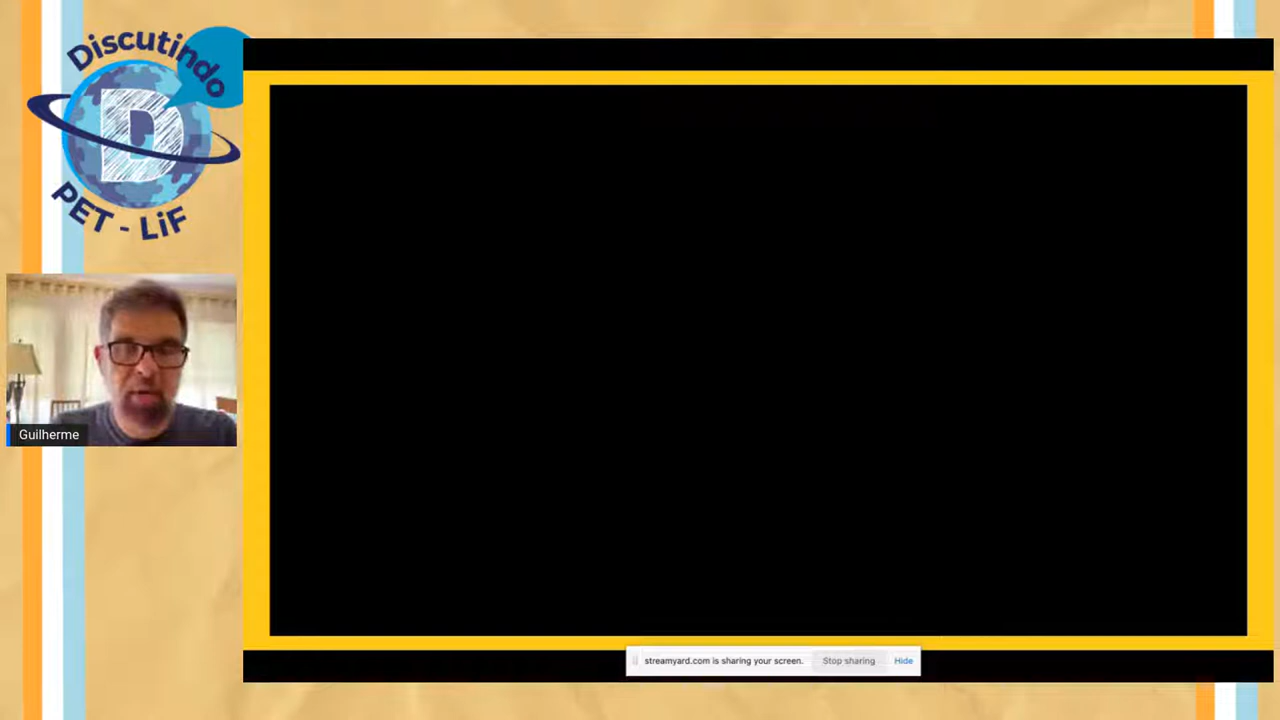 Discutindo
D
PET - LiF
Guilherme
streamyard.com is sharing your screen. Stop sharing Hide